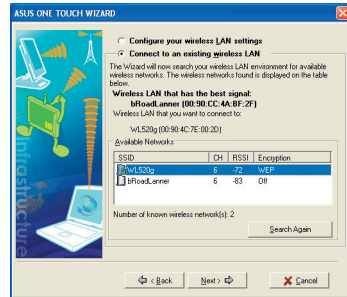 ASUS ONE TOUCH WIZARD
Configure your wireless LAN settings
Connect to an existing wireless LAN
The Wizard will now search your wireless LAN environment for available
wireless networks. The wireless networks found is displayed on the table
below.
Wireless LAN that has the best signal:
bRoadLanner (00:90:CC:4A:BF:2F)
Wireless LAN that you want to connect to:
WL520g (00:90:4C:7E:00:2D)
Available Networks
SSID CH RSSI Encryption
WL520g 6 -72 WEP
bRoadLanner 6 -83 Off
Number of known wireless network(s): 2
Search Again
< Back Next > Cancel
Infrastructure